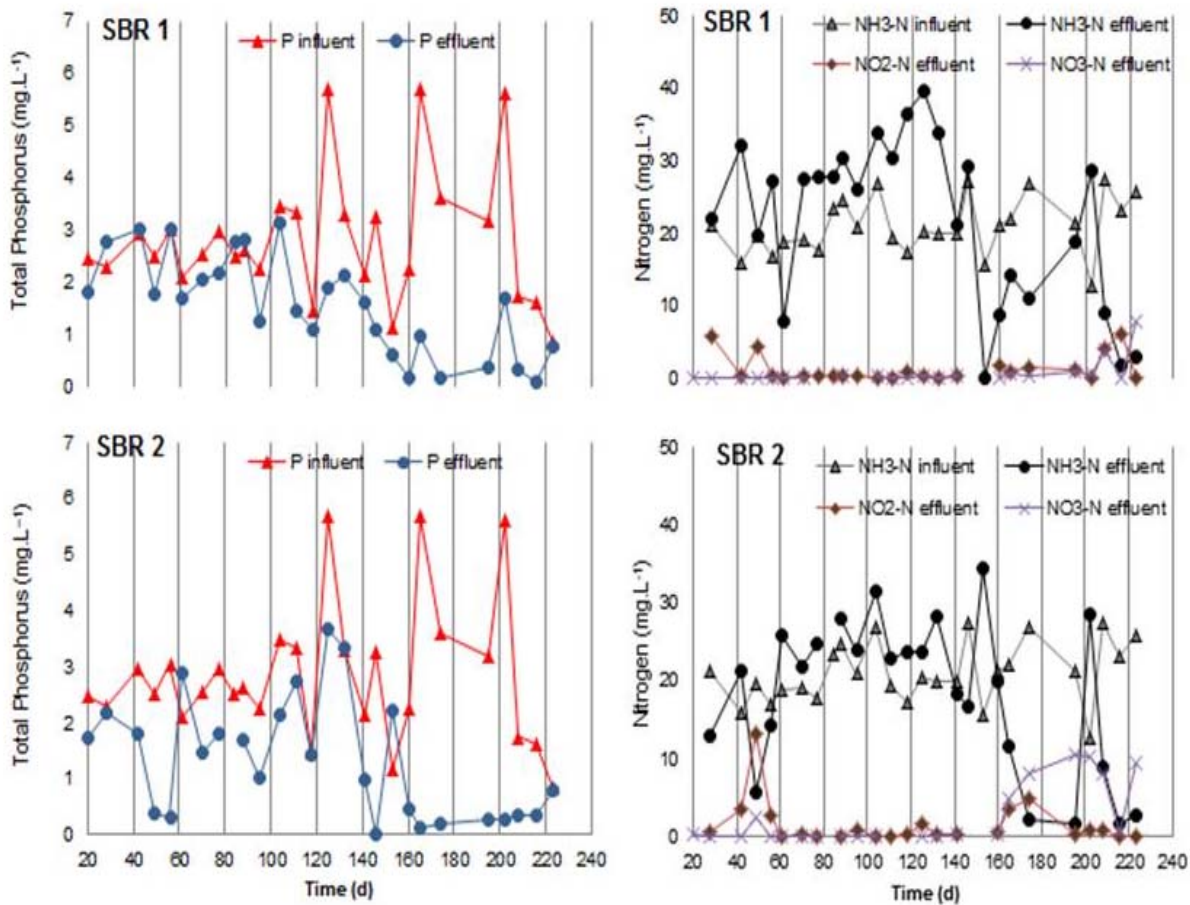 SBR 1
P influent
P effluent
Total Phosphorus (mg.L⁻¹)
7
6
5
4
3
2
1
0
SBR 1
NH3-N influent
NH3-N effluent
NO2-N effluent
NO3-N effluent
Nitrogen (mg.L⁻¹)
50
40
30
20
10
0
SBR 2
P influent
P effluent
Total Phosphorus (mg.L⁻¹)
7
6
5
4
3
2
1
0
20 40 60 80 100 120 140 160 180 200 220 240
Time (d)
SBR 2
NH3-N influent
NH3-N effluent
NO2-N effluent
NO3-N effluent
Nitrogen (mg.L⁻¹)
50
40
30
20
10
0
20 40 60 80 100 120 140 160 180 200 220 240
Time (d)